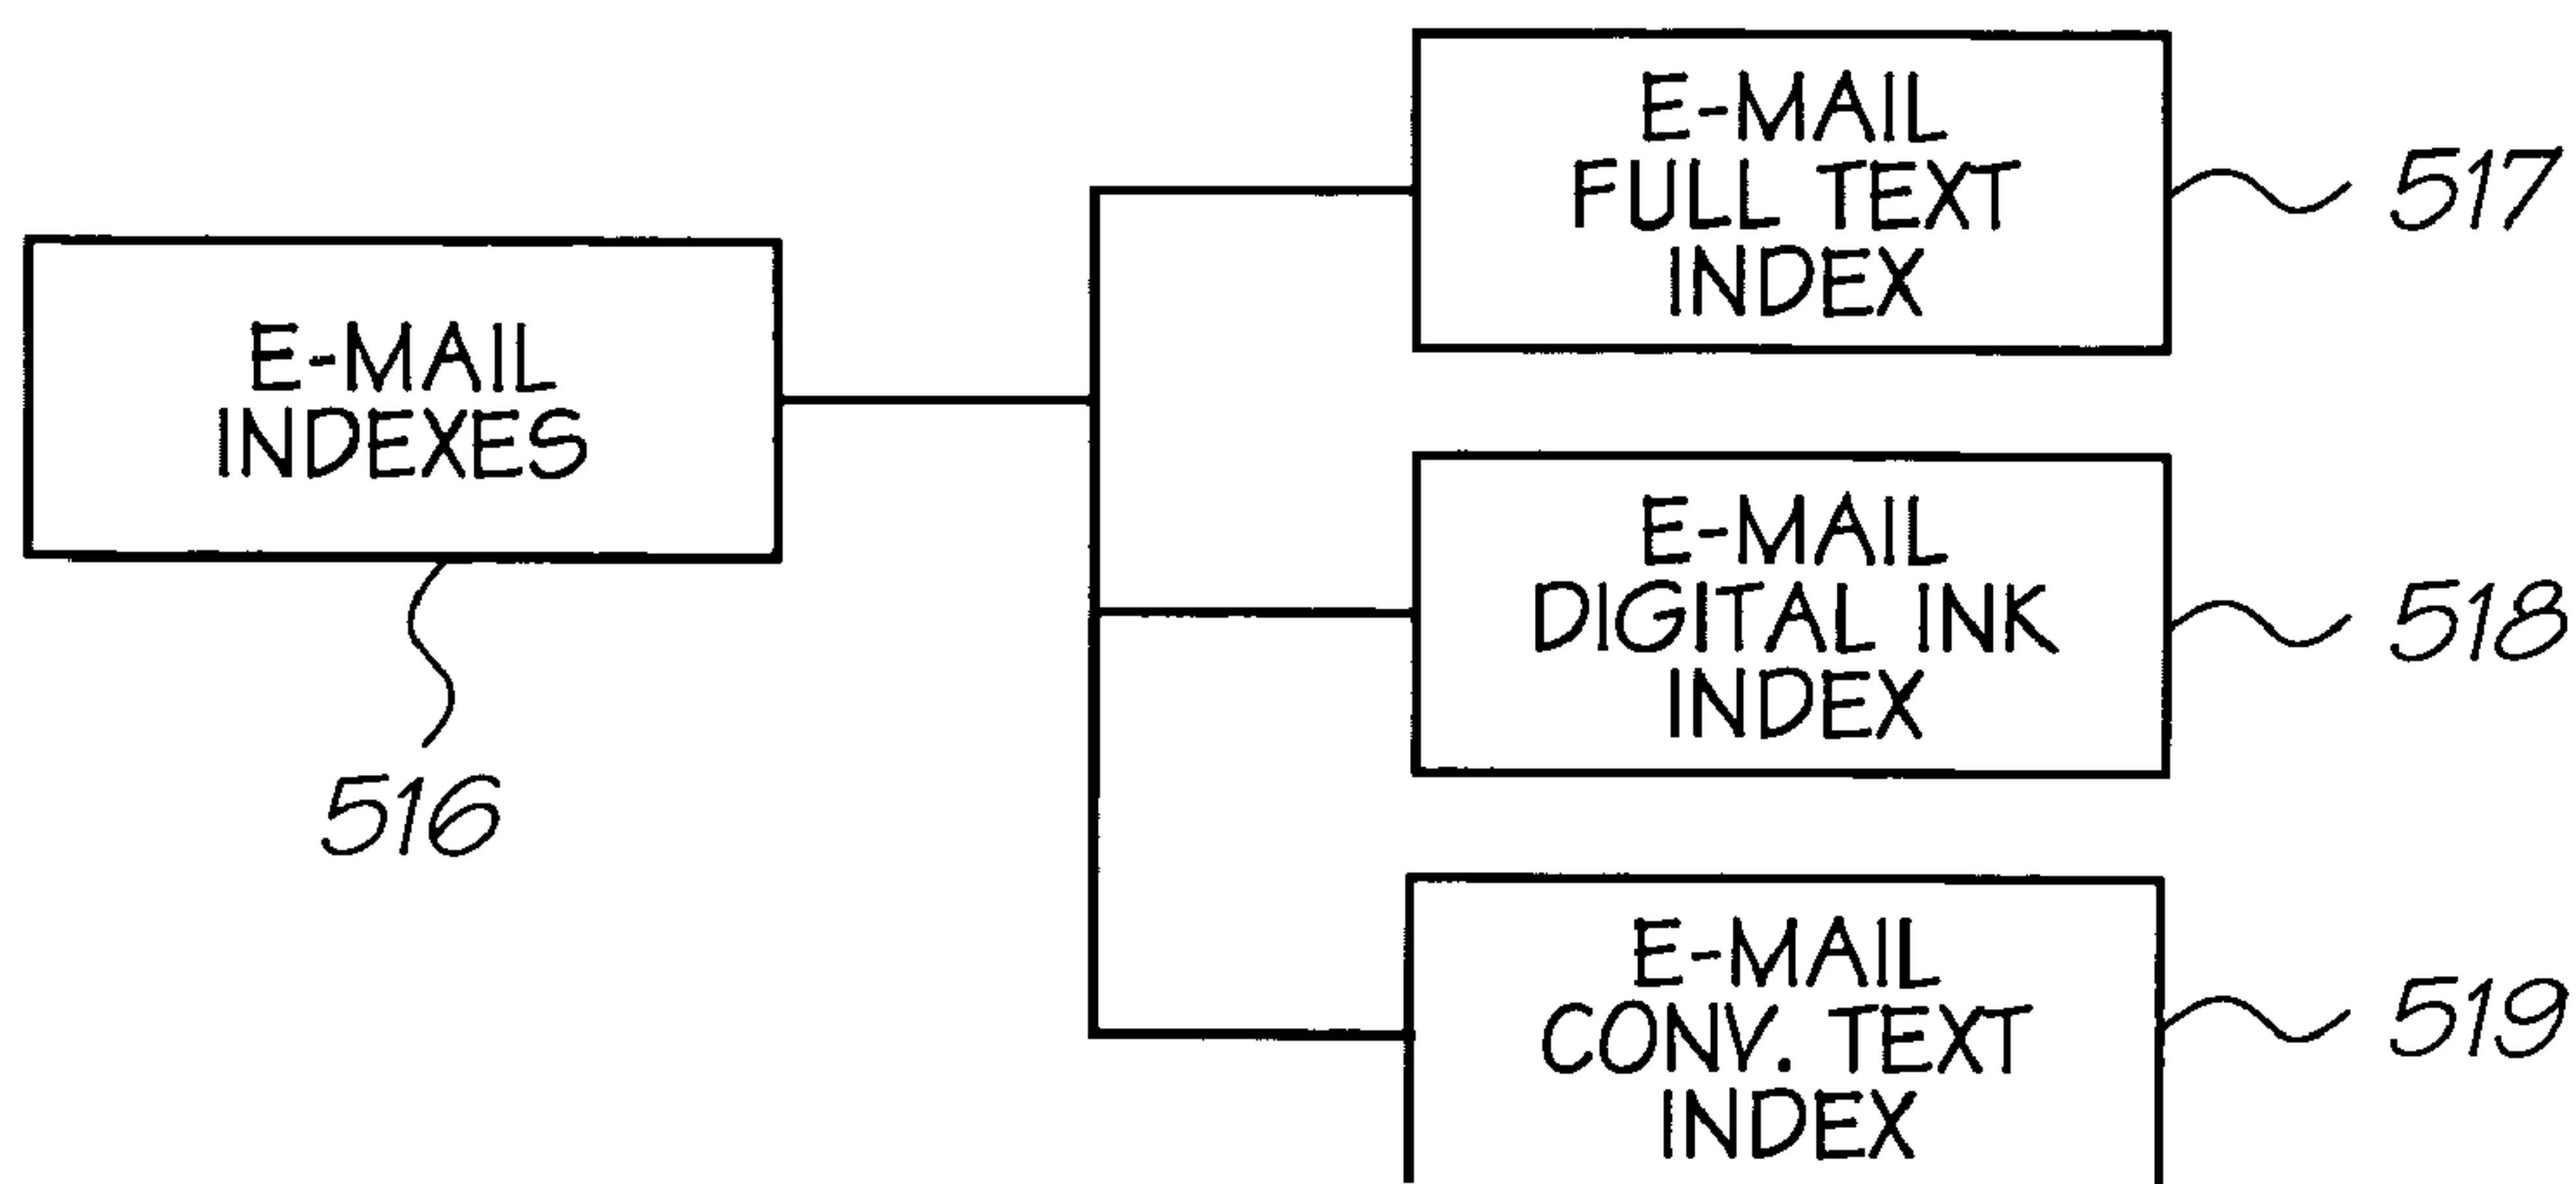 E-MAIL
FULL TEXT
INDEX
517
E-MAIL
INDEXES
516
E-MAIL
DIGITAL INK
INDEX
518
E-MAIL
CONV. TEXT
INDEX
519